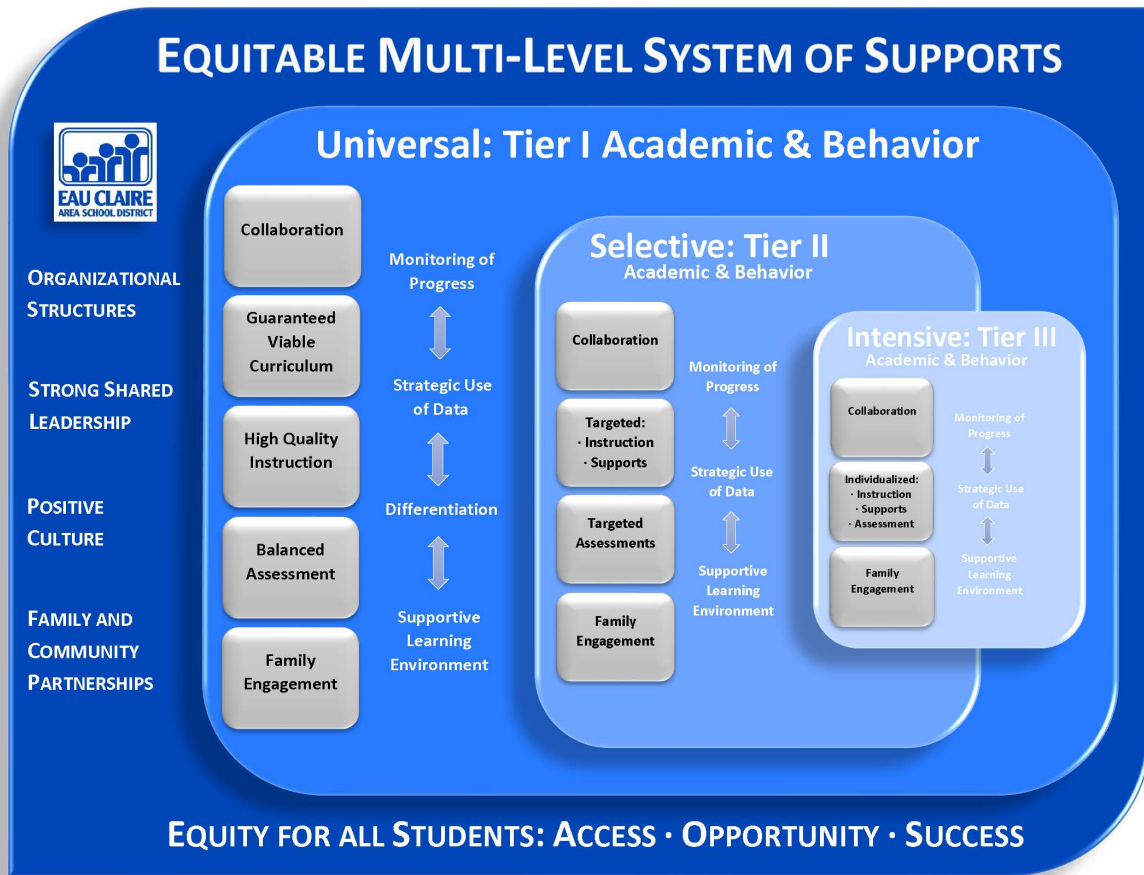 EQUITABLE MULTI-LEVEL SYSTEM OF SUPPORTS
EAU CLAIRE
AREA SCHOOL DISTRICT
ORGANIZATIONAL
STRUCTURES
STRONG SHARED
LEADERSHIP
POSITIVE
CULTURE
FAMILY AND
COMMUNITY
PARTNERSHIPS
Universal: Tier I Academic & Behavior
Collaboration
Guaranteed
Viable
Curriculum
High Quality
Instruction
Balanced
Assessment
Family
Engagement
Monitoring of
Progress
Strategic Use
of Data
Differentiation
Supportive
Learning
Environment
Selective: Tier II
Academic & Behavior
Collaboration
Targeted:
· Instruction
· Supports
Targeted
Assessments
Family
Engagement
Monitoring of
Progress
Strategic Use
of Data
Supportive
Learning
Environment
Intensive: Tier III
Academic & Behavior
Collaboration
Individualized:
· Instruction
· Supports
· Assessment
Family
Engagement
Monitoring of
Progress
Strategic Use
of Data
Supportive
Learning
Environment
EQUITY FOR ALL STUDENTS: ACCESS · OPPORTUNITY · SUCCESS